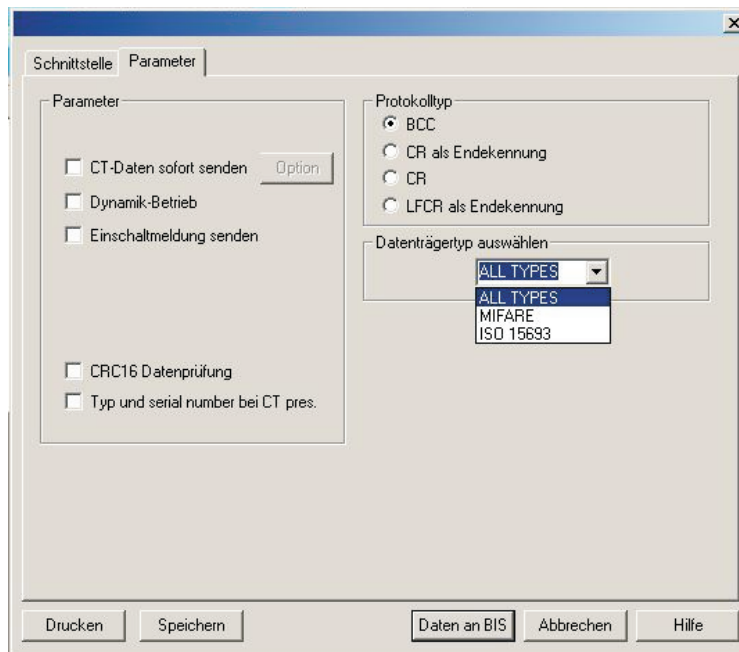 Schnittstelle Parameter
Parameter
CT-Daten sofort senden Option
Dynamik-Betrieb
Einschaltmeldung senden
CRC16 Datenprüfung
Typ und serial number bei CT pres.
Protokolltyp
BCC
CR als Endekennung
CR
LFCR als Endekennung
Datenträgertyp auswählen
ALL TYPES
ALL TYPES
MIFARE
ISO 15693
Drucken Speichern Daten an BIS Abbrechen Hilfe